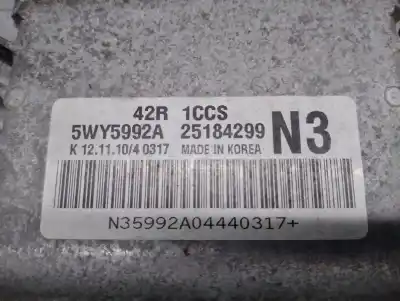 42R 1CCS
5WY5992A 25184299 N3
K 12.11.10/4 0317 MADE IN KOREA
N35992A04440317+